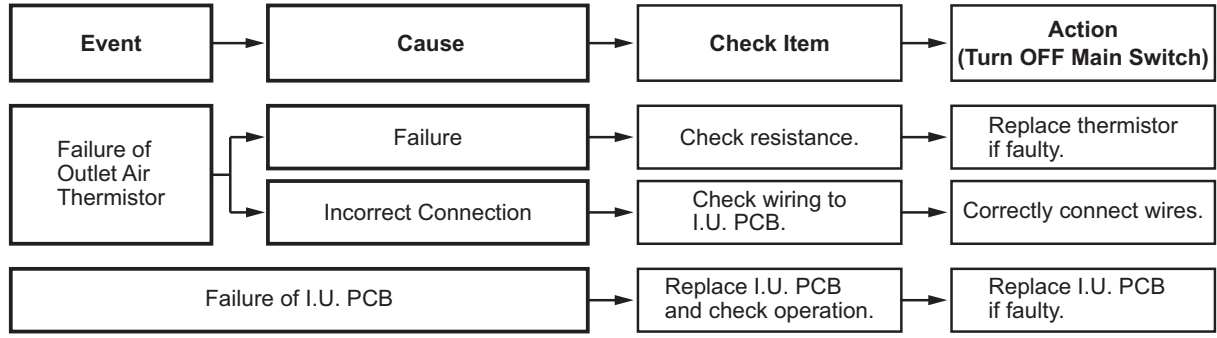 Event
Cause
Check Item
Action
(Turn OFF Main Switch)
Failure of
Outlet Air
Thermistor
Failure
Check resistance.
Replace thermistor
if faulty.
Incorrect Connection
Check wiring to
I.U. PCB.
Correctly connect wires.
Failure of I.U. PCB
Replace I.U. PCB
and check operation.
Replace I.U. PCB
if faulty.